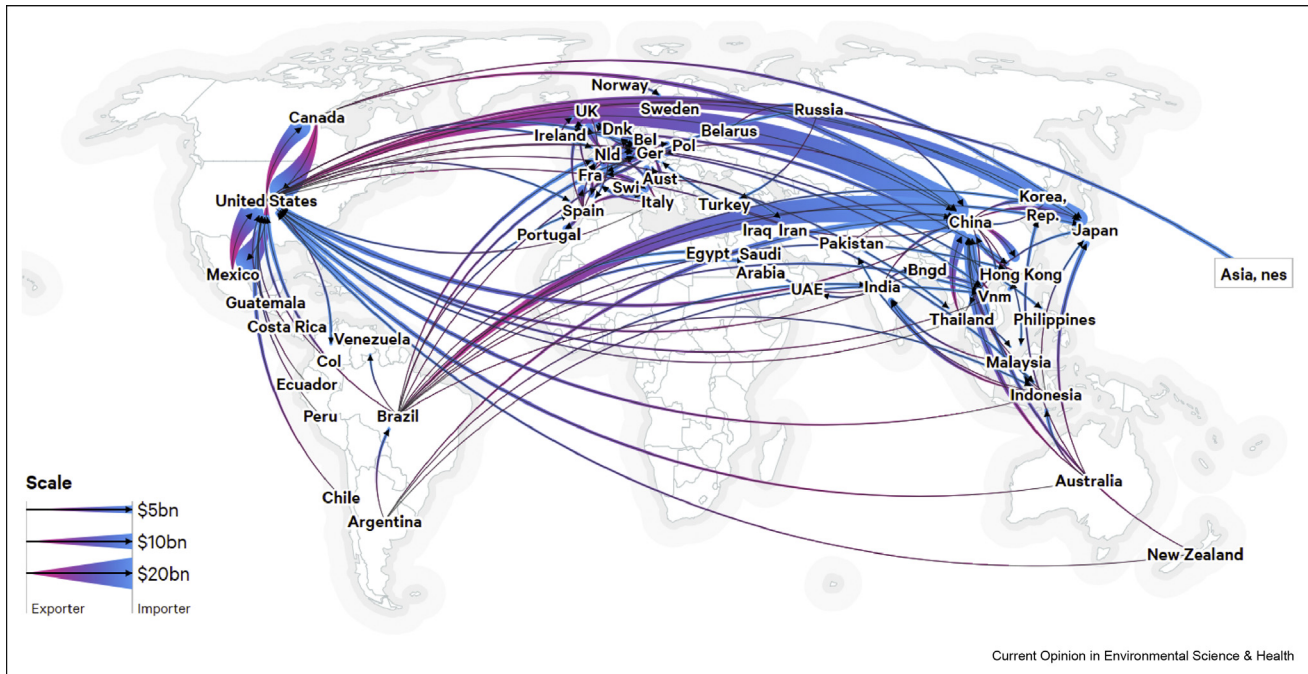 Norway
Canada
UK
Sweden
Russia
Ireland
Dnk
Bel
Belarus
Nld
Ger
Pol
Fra
Aust
United States
Swi
Spain
Italy
Turkey
Korea,
Rep.
China
Japan
Portugal
Iraq
Iran
Pakistan
Egypt
Saudi
Arabia
Mexico
Bngd
Hong Kong
Asia, nes
UAE
India
Vnm
Guatemala
Thailand
Philippines
Costa Rica
Venezuela
Col
Malaysia
Ecuador
Indonesia
Peru
Brazil
Australia
Chile
Argentina
New Zealand
Scale
$5bn
$10bn
$20bn
Exporter
Importer
Current Opinion in Environmental Science & Health